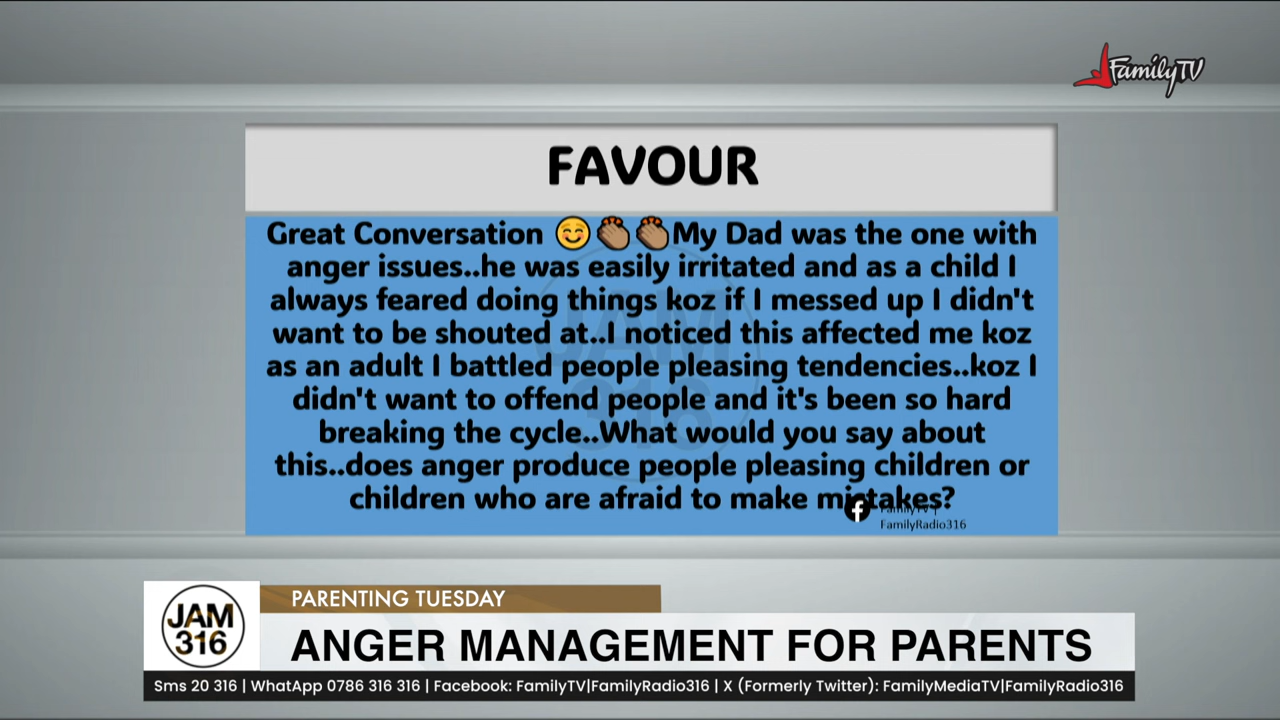 FamilyTV
FAVOUR
Great Conversation 😊👏🏽👏🏽My Dad was the one with
anger issues..he was easily irritated and as a child I
always feared doing things koz if I messed up I didn't
want to be shouted at..I noticed this affected me koz
as an adult I battled people pleasing tendencies..koz I
didn't want to offend people and it's been so hard
breaking the cycle..What would you say about
this..does anger produce people pleasing children or
children who are afraid to make mistakes?
FamilyTV |
FamilyRadio316
JAM
316
PARENTING TUESDAY
JAM
316
ANGER MANAGEMENT FOR PARENTS
Sms 20 316 | WhatsApp 0786 316 316 | Facebook: FamilyTV|FamilyRadio316 | X (Formerly Twitter): FamilyMediaTV|FamilyRadio316